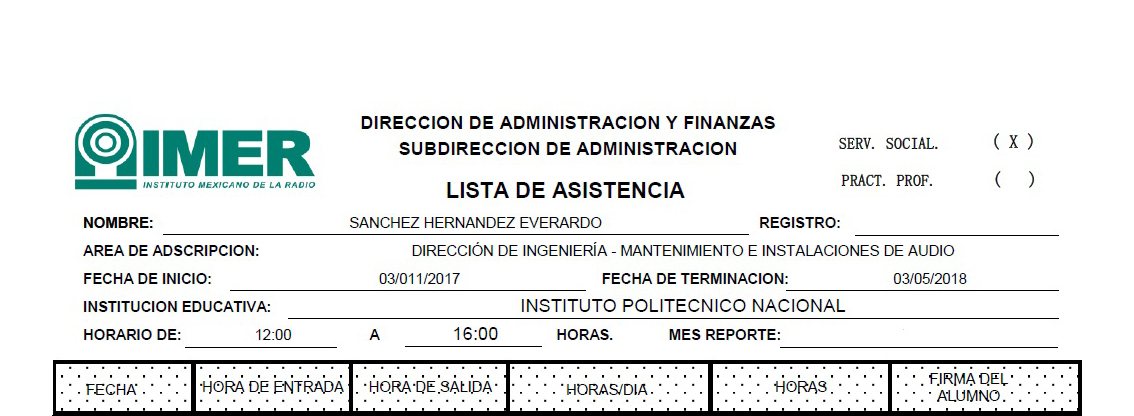 IMER
INSTITUTO MEXICANO DE LA RADIO
DIRECCION DE ADMINISTRACION Y FINANZAS
SUBDIRECCION DE ADMINISTRACION
LISTA DE ASISTENCIA
SERV. SOCIAL. ( X )
PRACT. PROF. ( )
NOMBRE: SANCHEZ HERNANDEZ EVERARDO REGISTRO:
AREA DE ADSCRIPCION: DIRECCIÓN DE INGENIERÍA - MANTENIMIENTO E INSTALACIONES DE AUDIO
FECHA DE INICIO: 03/011/2017 FECHA DE TERMINACION: 03/05/2018
INSTITUCION EDUCATIVA: INSTITUTO POLITECNICO NACIONAL
HORARIO DE: 12:00 A 16:00 HORAS. MES REPORTE:
FECHA HORA DE ENTRADA HORA DE SALIDA HORAS/DIA HORAS FIRMA DEL
ALUMNO